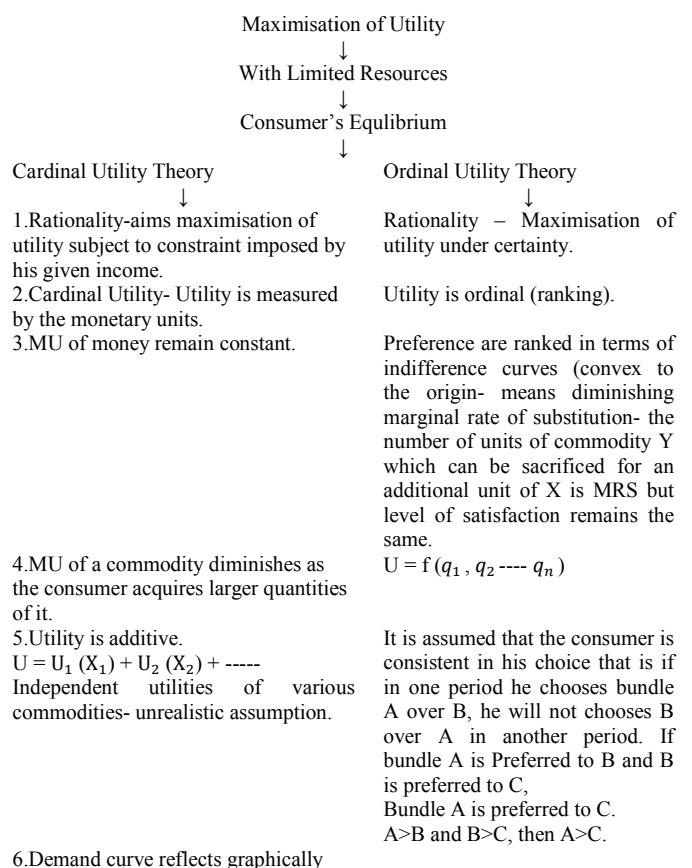 Maximisation of Utility
↓
With Limited Resources
↓
Consumer's Equlibrium
↓
Cardinal Utility Theory
↓
1.Rationality-aims maximisation of
utility subject to constraint imposed by
his given income.
2.Cardinal Utility- Utility is measured
by the monetary units.
3.MU of money remain constant.
4.MU of a commodity diminishes as
the consumer acquires larger quantities
of it.
5.Utility is additive.
U = U₁ (X₁) + U₂ (X₂) + -----
Independent utilities of various
commodities- unrealistic assumption.
6.Demand curve reflects graphically
Ordinal Utility Theory
↓
Rationality – Maximisation of
utility under certainty.
Utility is ordinal (ranking).
Preference are ranked in terms of
indifference curves (convex to
the origin- means diminishing
marginal rate of substitution- the
number of units of commodity Y
which can be sacrificed for an
additional unit of X is MRS but
level of satisfaction remains the
same.
U = f (q₁ , q₂ ---- qₙ )
It is assumed that the consumer is
consistent in his choice that is if
in one period he chooses bundle
A over B, he will not chooses B
over A in another period. If
bundle A is Preferred to B and B
is preferred to C,
Bundle A is preferred to C.
A>B and B>C, then A>C.